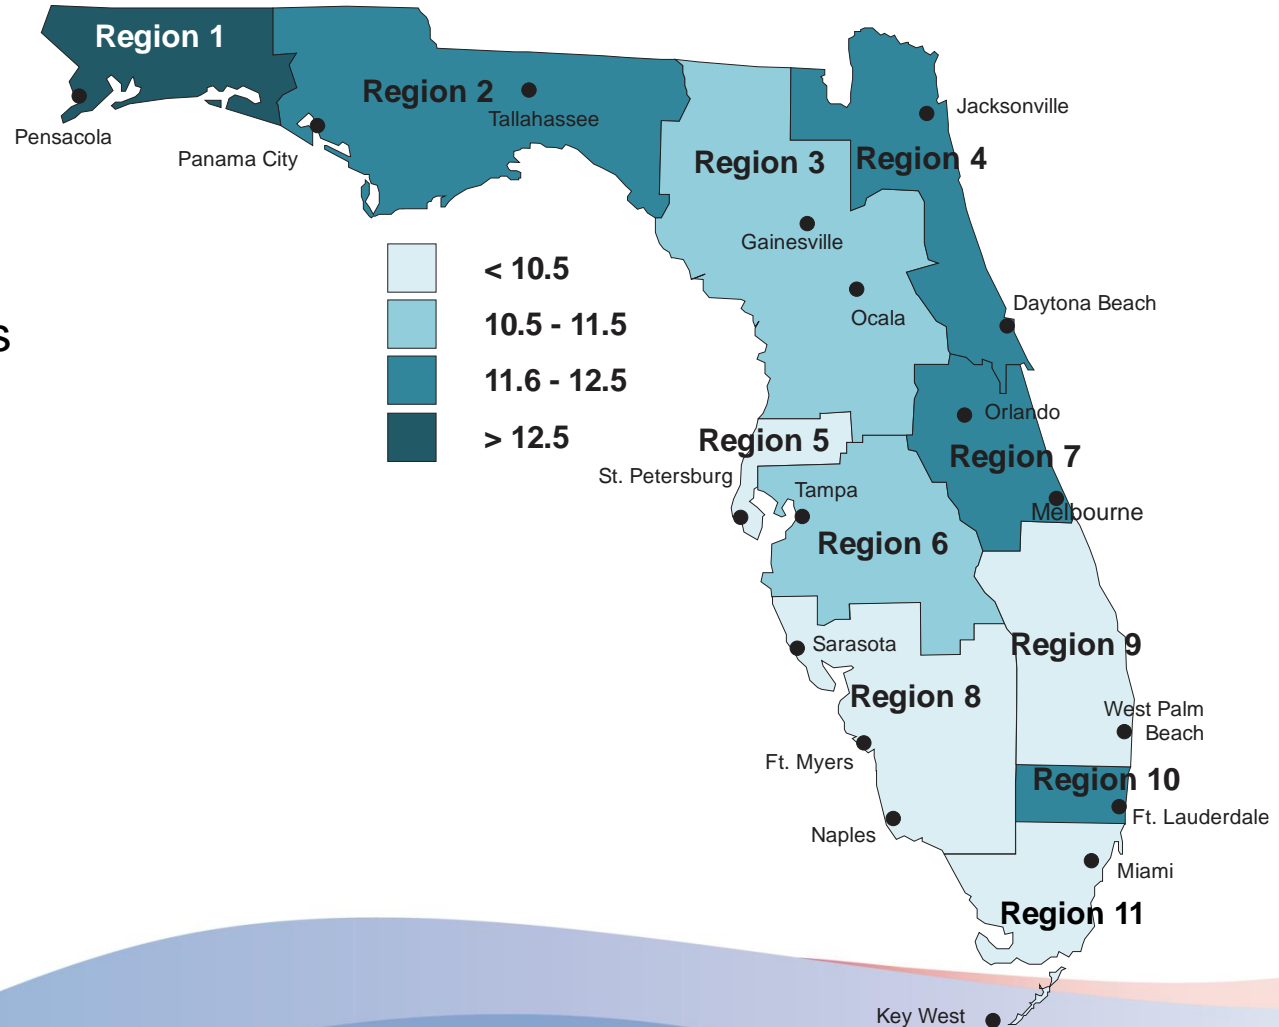 Region 1
Region 2
Tallahassee
Pensacola
Panama City
Jacksonville
Region 3
Region 4
Gainesville
Ocala
Daytona Beach
< 10.5
10.5 - 11.5
11.6 - 12.5
> 12.5
s
Orlando
Region 5
Region 7
St. Petersburg
Tampa
Melbourne
Region 6
Sarasota
Region 9
Region 8
West Palm
Beach
Ft. Myers
Region 10
Ft. Lauderdale
Naples
Miami
Region 11
Key West